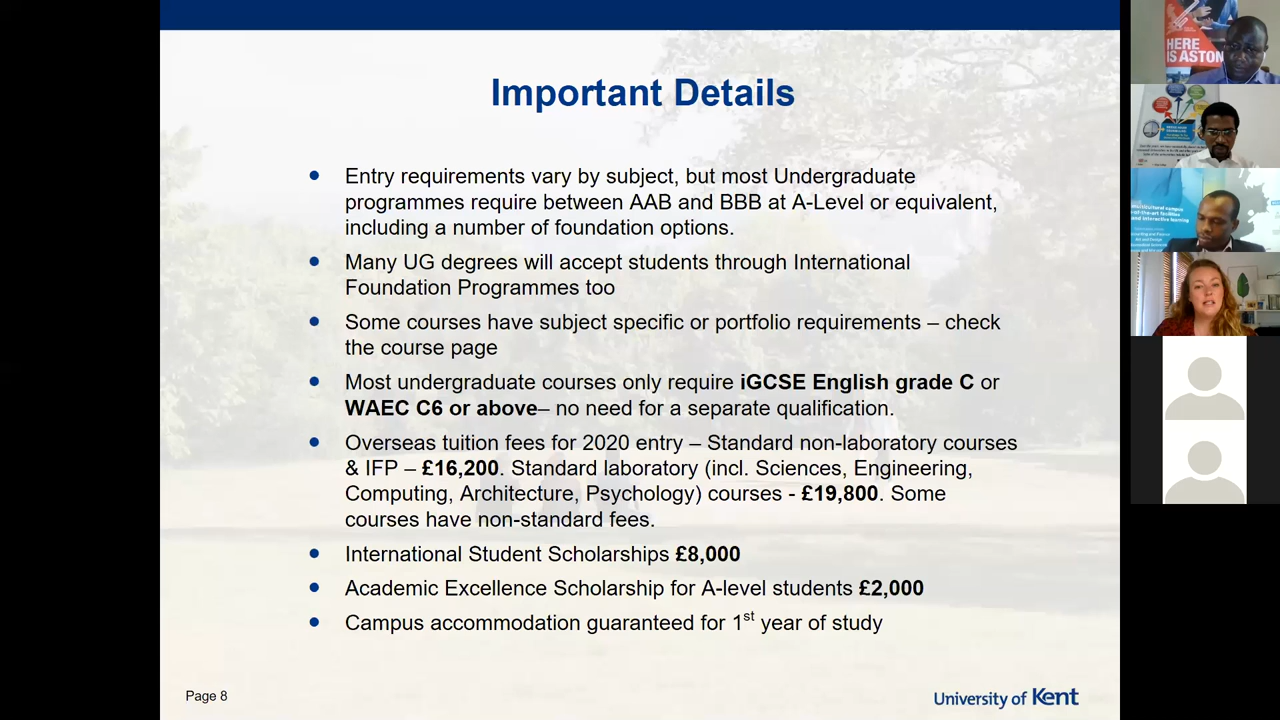 Important Details
Entry requirements vary by subject, but most Undergraduate
programmes require between AAB and BBB at A-Level or equivalent,
including a number of foundation options.
Many UG degrees will accept students through International
Foundation Programmes too
Some courses have subject specific or portfolio requirements – check
the course page
Most undergraduate courses only require iGCSE English grade C or
WAEC C6 or above– no need for a separate qualification.
Overseas tuition fees for 2020 entry – Standard non-laboratory courses
& IFP – £16,200. Standard laboratory (incl. Sciences, Engineering,
Computing, Architecture, Psychology) courses - £19,800. Some
courses have non-standard fees.
International Student Scholarships £8,000
Academic Excellence Scholarship for A-level students £2,000
Campus accommodation guaranteed for 1st year of study
Page 8
University of Kent
HERE
IS ASTON